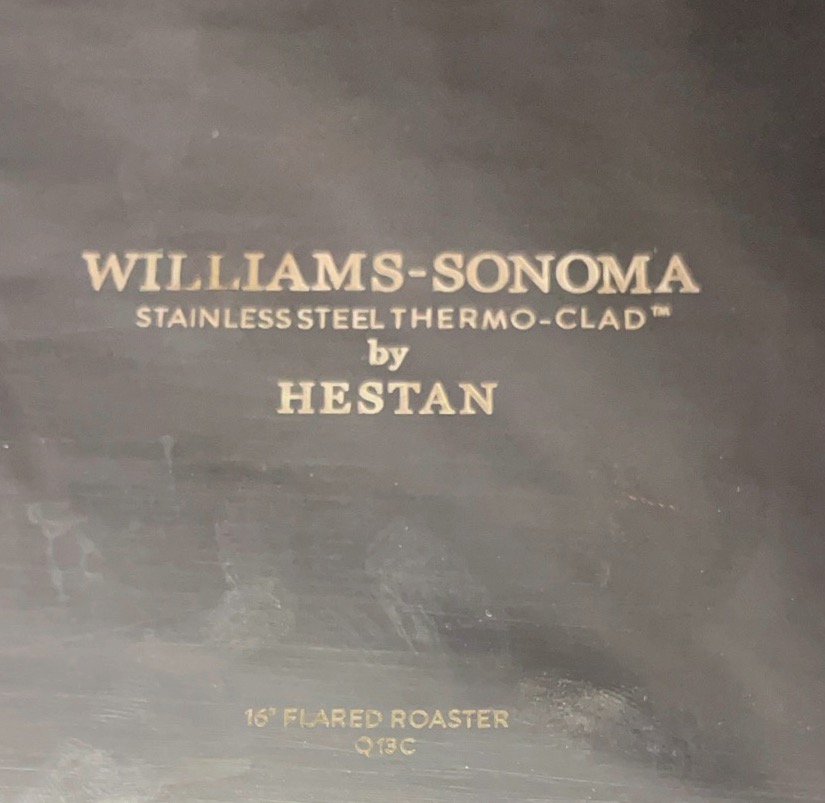 WILLIAMS-SONOMA
STAINLESS STEEL THERMO-CLAD™
by
HESTAN
16" FLARED ROASTER
Q13C